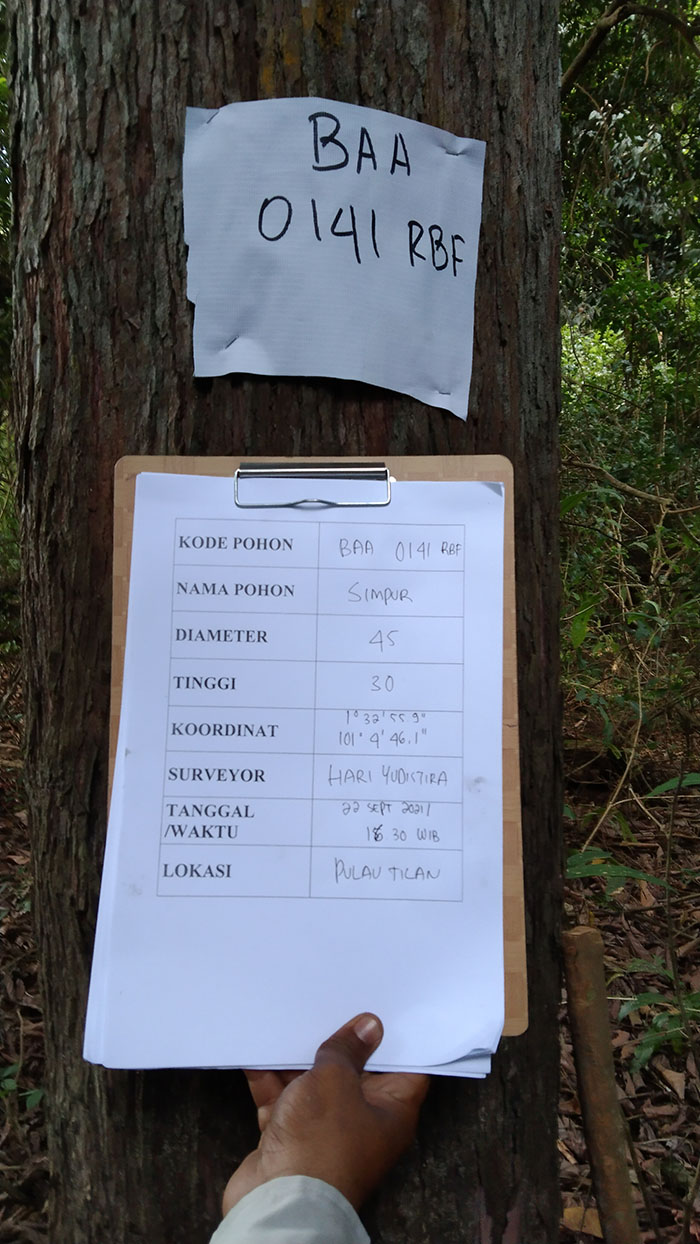 BAA
0141 RBF
KODE POHON BAA 0141 RBF
NAMA POHON SIMPUR
DIAMETER 45
TINGGI 30
KOORDINAT 1° 32' 55.9"
101° 4' 46.1"
SURVEYOR HARI YUDISTIRA
TANGGAL 22 SEPT 2021/
/WAKTU 30 WIB
LOKASI PULAU TILAN